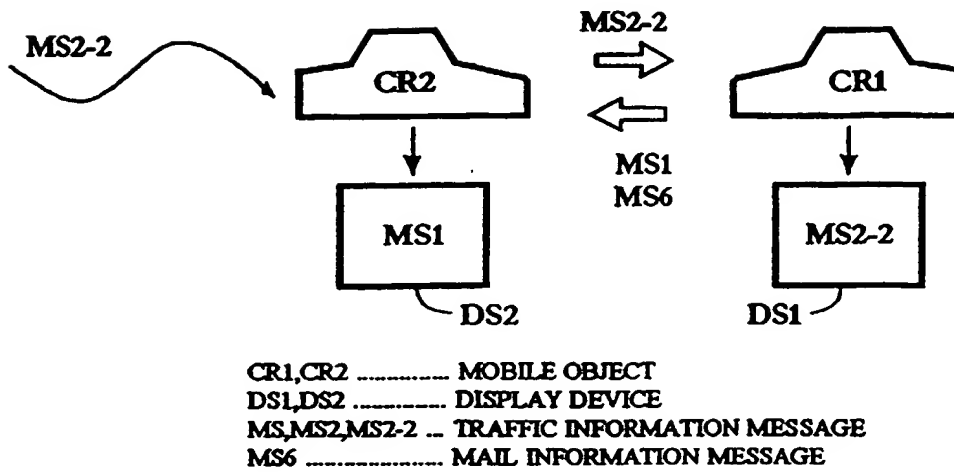 MS2-2
MS2-2
CR2
CR1
MS1
MS6
MS1
MS2-2
DS2
DS1
CR1,CR2 ............... MOBILE OBJECT
DS1,DS2 ............... DISPLAY DEVICE
MS,MS2,MS2-2 ... TRAFFIC INFORMATION MESSAGE
MS6 ...................... MAIL INFORMATION MESSAGE